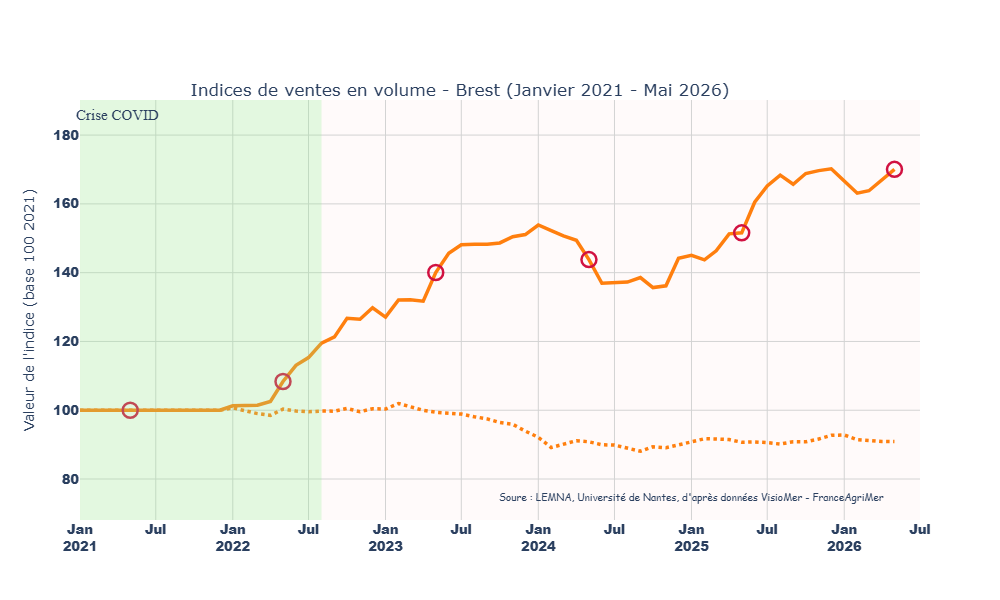 Indices de ventes en volume - Brest (Janvier 2021 - Mai 2026)
Crise COVID
Valeur de l'indice (base 100 2021)
180
160
140
120
100
80
Soure : LEMNA, Université de Nantes, d'après données VisioMer - FranceAgriMer
Jan Jul Jan Jul Jan Jul Jan Jul Jan Jul Jan Jul
2021 2022 2023 2024 2025 2026